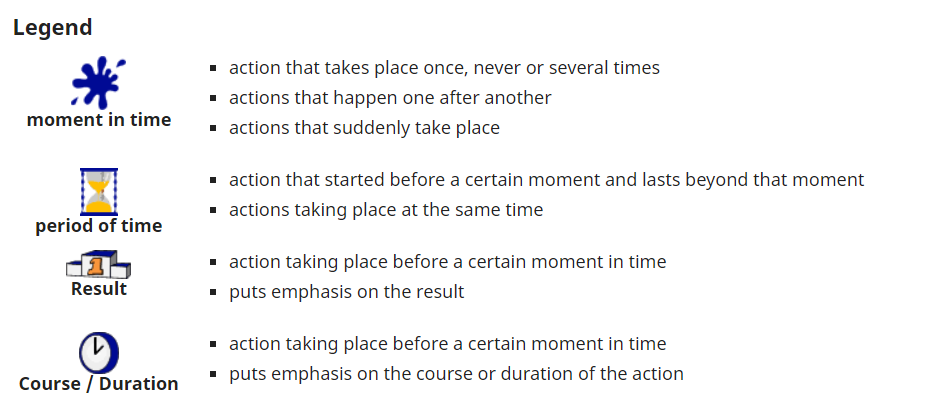 Legend
moment in time
action that takes place once, never or several times
actions that happen one after another
actions that suddenly take place
period of time
action that started before a certain moment and lasts beyond that moment
actions taking place at the same time
1
Result
action taking place before a certain moment in time
puts emphasis on the result
Course / Duration
action taking place before a certain moment in time
puts emphasis on the course or duration of the action